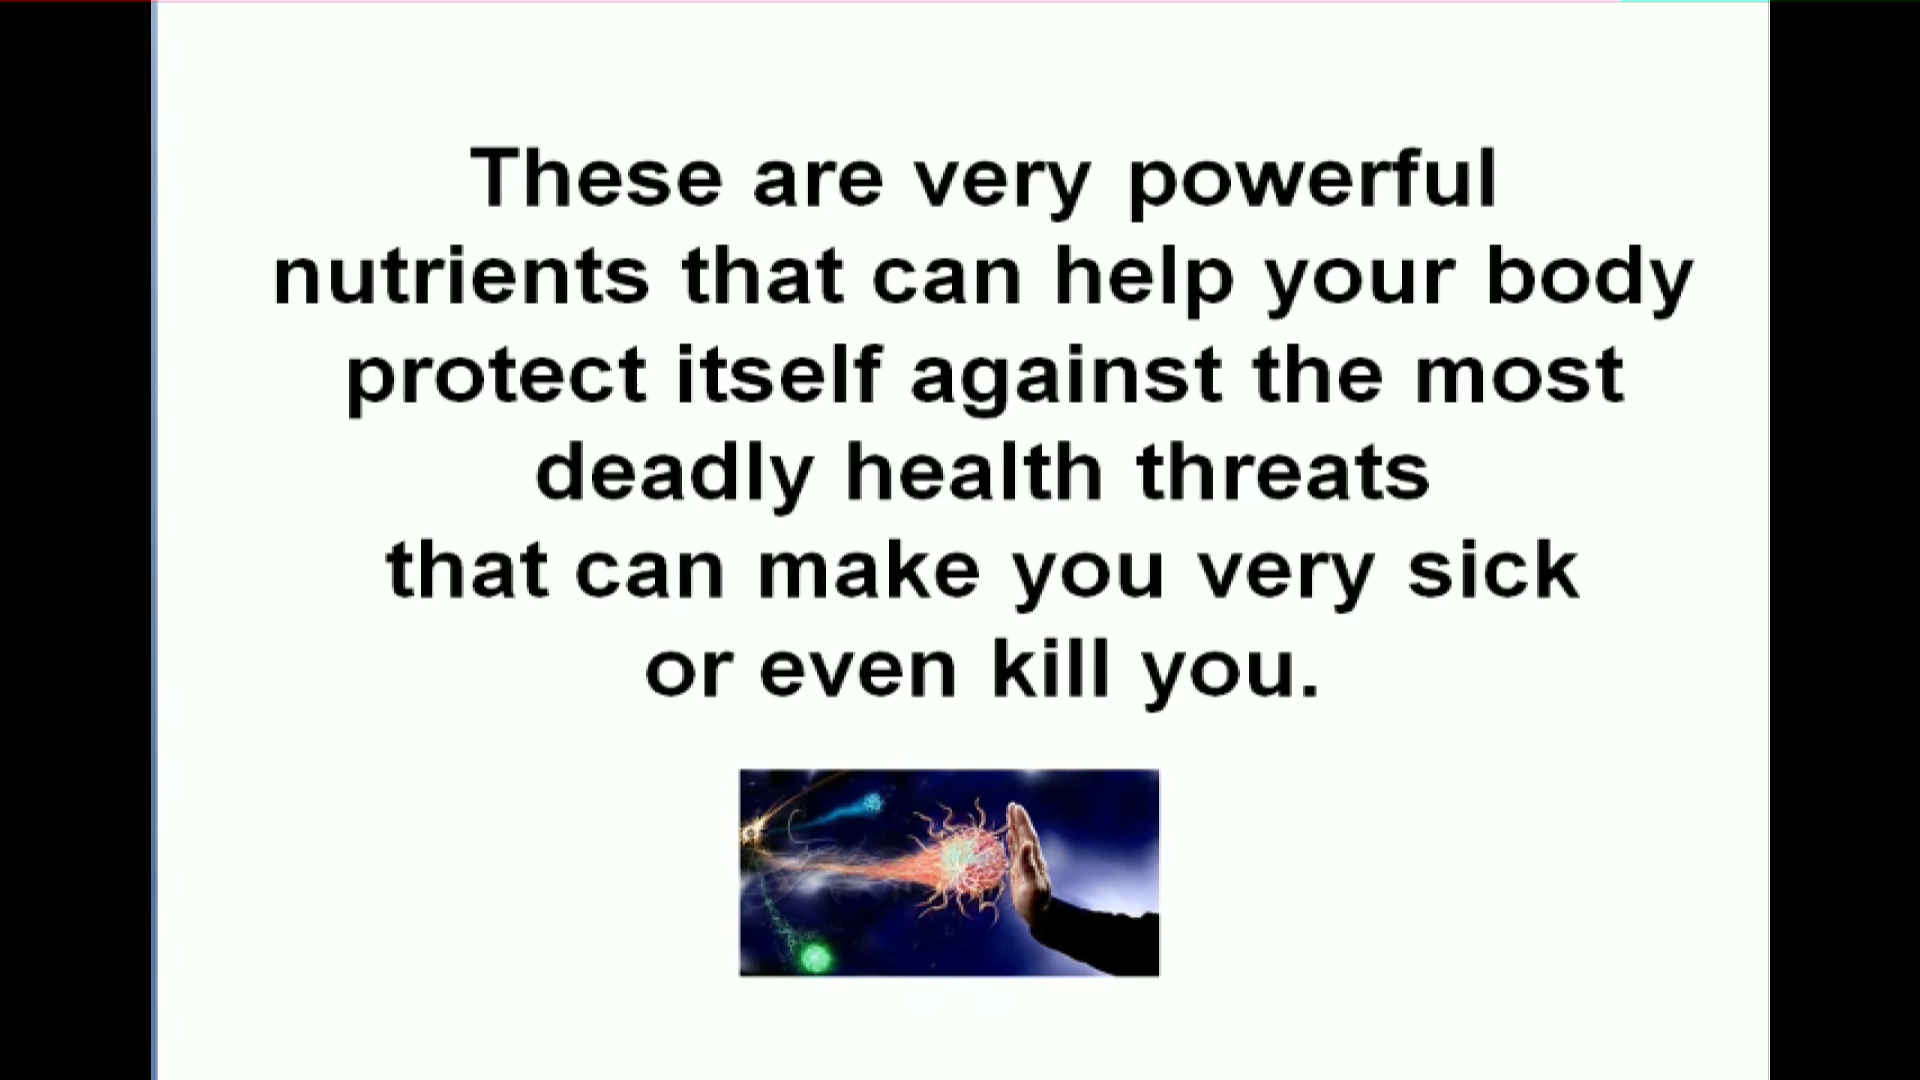 These are very powerful
nutrients that can help your body
protect itself against the most
deadly health threats
that can make you very sick
or even kill you.